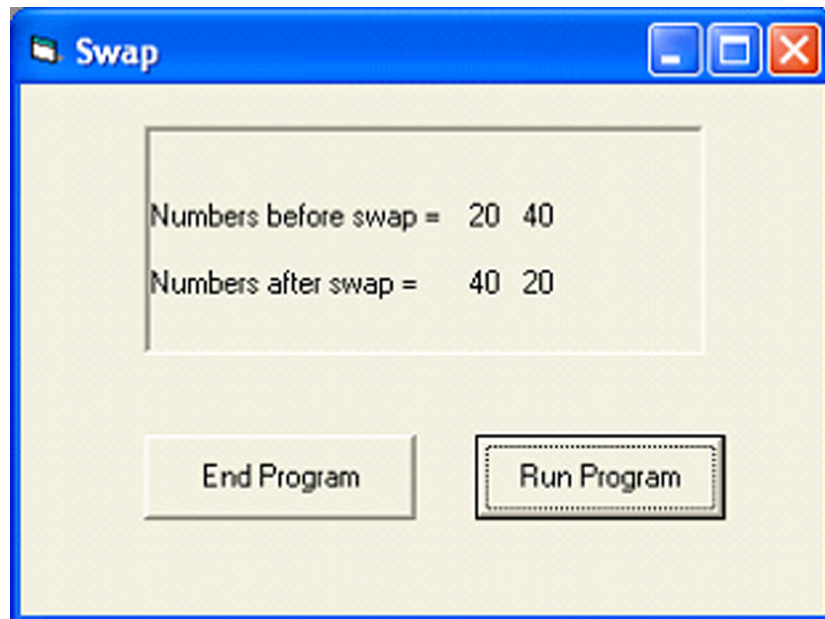 Swap
Numbers before swap = 20 40
Numbers after swap = 40 20
End Program Run Program